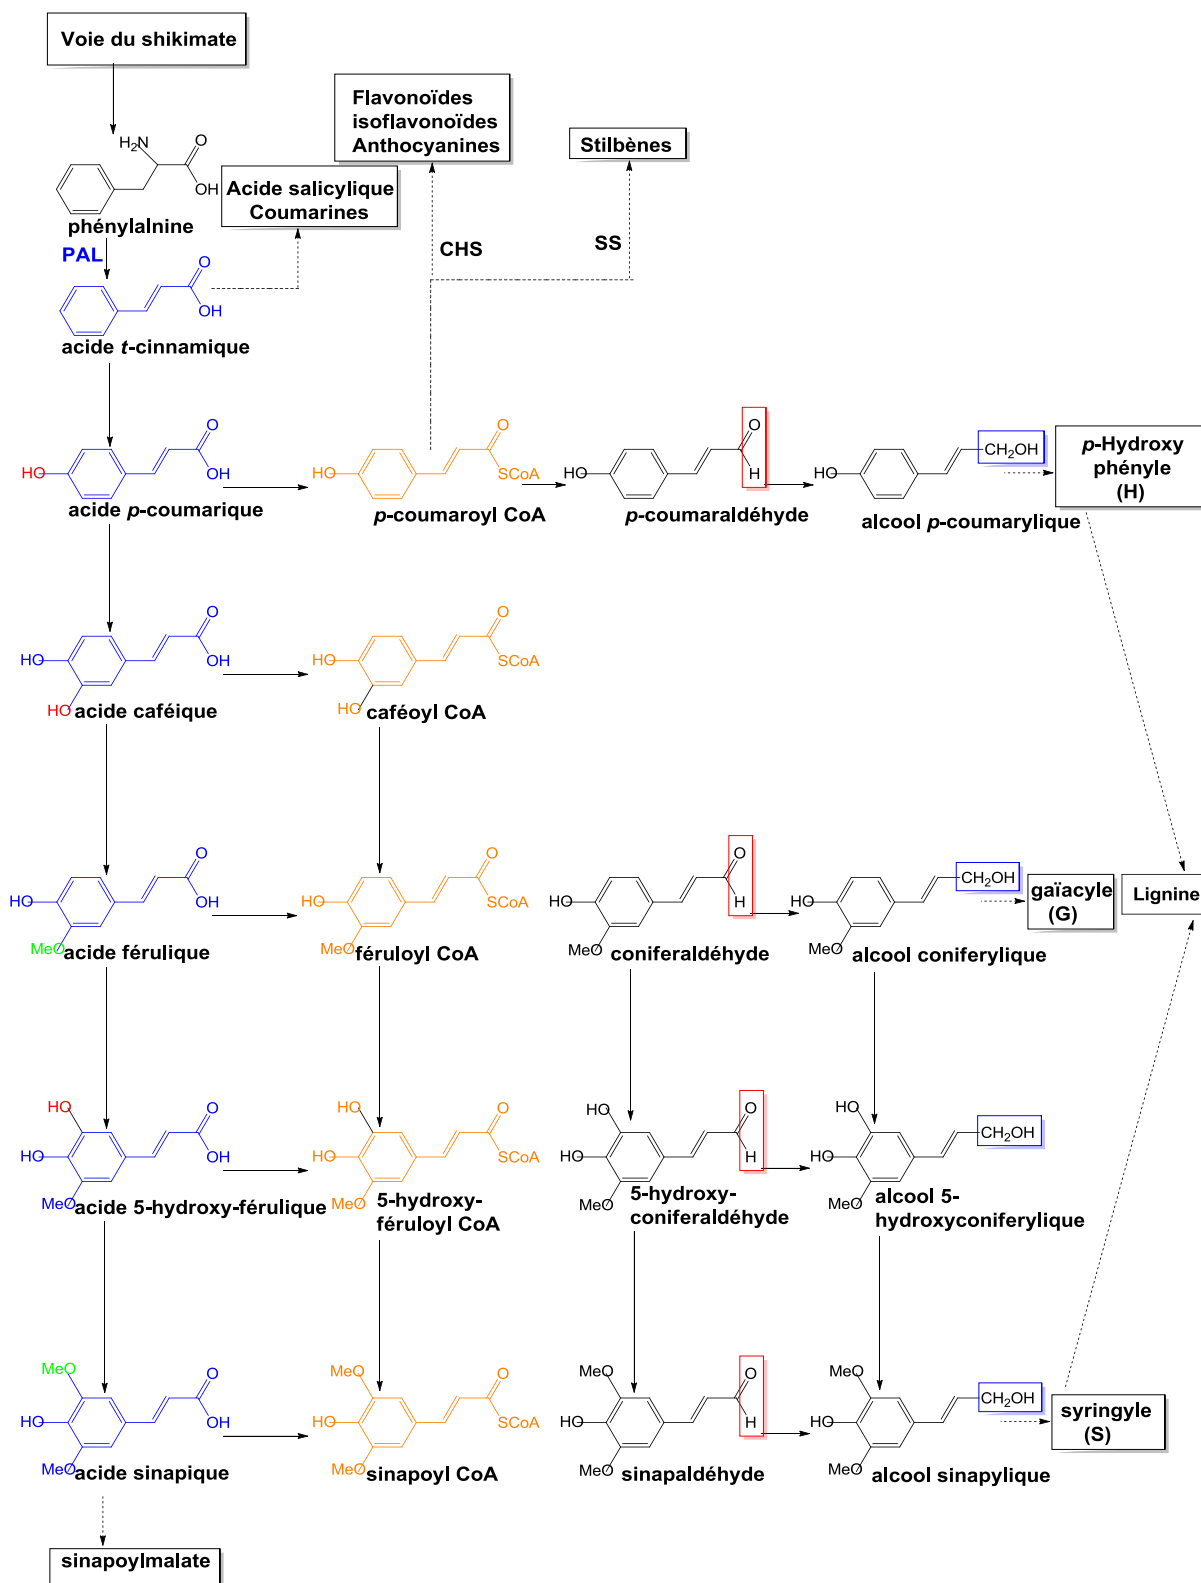 Voie du shikimate
Flavonoïdes
isoflavonoïdes
Anthocyanines
Stilbènes
H₂N
O
OH
phénylalnine
Acide salicylique
Coumarines
PAL
CHS
SS
O
OH
acide t-cinnamique
HO
O
OH
acide p-coumarique
HO
O
SCoA
p-coumaroyl CoA
HO
O
H
p-coumaraldéhyde
HO
CH₂OH
alcool p-coumarylique
p-Hydroxy
phényle
(H)
HO
HO
O
OH
acide caféique
HO
HO
O
SCoA
caféoyl CoA
HO
MeO
O
OH
acide férulique
HO
MeO
O
SCoA
féruloyl CoA
HO
MeO
O
H
coniferaldéhyde
HO
MeO
CH₂OH
alcool coniferylique
gaïacyle
(G)
Lignine
HO
HO
MeO
O
OH
acide 5-hydroxy-férulique
HO
HO
MeO
O
SCoA
5-hydroxy-
féruloyl CoA
HO
HO
MeO
O
H
5-hydroxy-
coniferaldéhyde
HO
HO
MeO
CH₂OH
alcool 5-
hydroxyconiferylique
MeO
HO
MeO
O
OH
acide sinapique
MeO
HO
MeO
O
SCoA
sinapoyl CoA
MeO
HO
MeO
O
H
sinapaldéhyde
MeO
HO
MeO
CH₂OH
alcool sinapylique
syringyle
(S)
sinapoylmalate